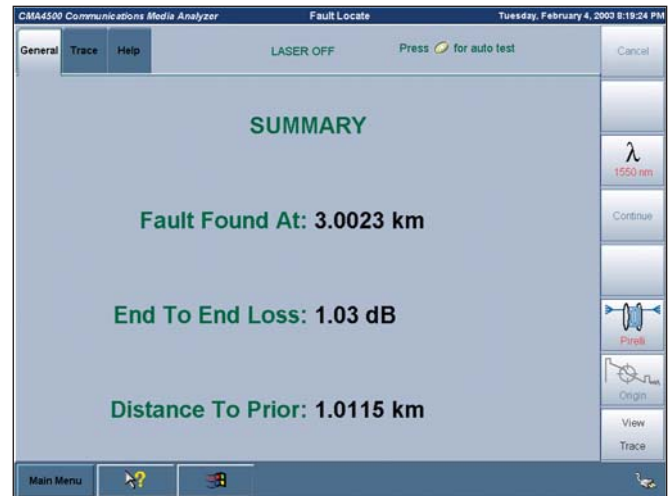 CMA4500 Communications Media Analyzer Fault Locate Tuesday, February 4, 2003 8:19:24 PM
General Trace Help LASER OFF Press for auto test Cancel
SUMMARY
λ
1550 nm
Fault Found At: 3.0023 km
Continue
End To End Loss: 1.03 dB
Pirelli
Origin
Distance To Prior: 1.0115 km
View
Trace
Main Menu ?